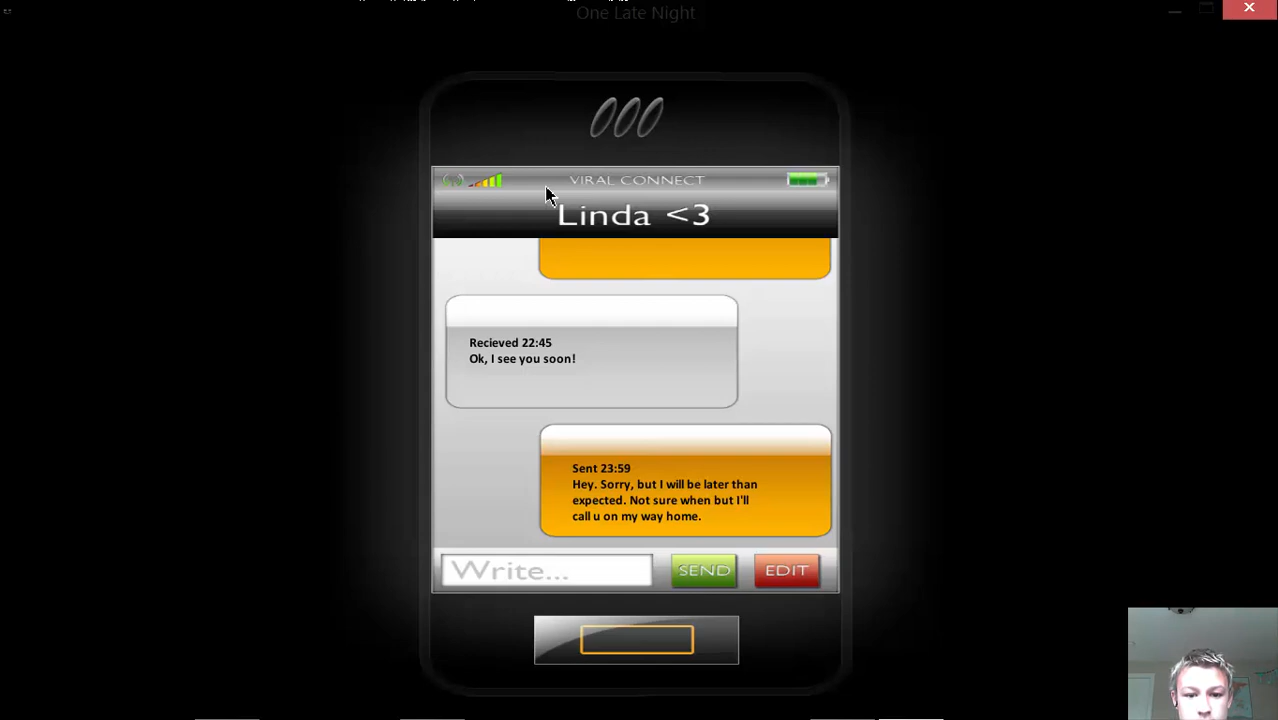 One Late Night
VIRAL CONNECT
Linda <3
Recieved 22:45
Ok, I see you soon!
Sent 23:59
Hey. Sorry, but I will be later than
expected. Not sure when but I'll
call u on my way home.
Write...
SEND
EDIT